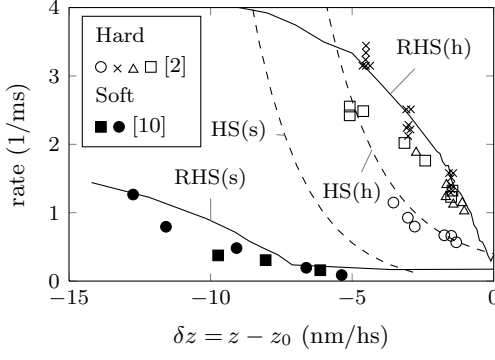 4
3
2
1
0
rate (1/ms)
Hard
[2]
Soft
[10]
RHS(h)
HS(s)
HS(h)
RHS(s)
−15
−10
−5
0
δz = z − z₀ (nm/hs)